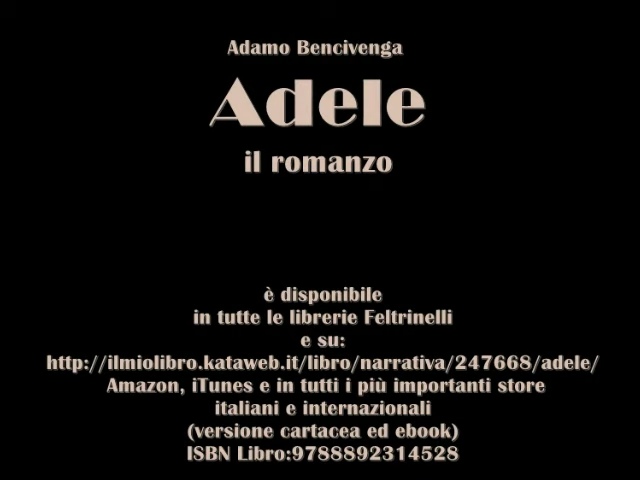 Adamo Bencivenga
Adele
il romanzo
è disponibile
in tutte le librerie Feltrinelli
e su:
http://ilmiolibro.kataweb.it/libro/narrativa/247668/adele/
Amazon, iTunes e in tutti i più importanti store
italiani e internazionali
(versione cartacea ed ebook)
ISBN Libro:9788892314528